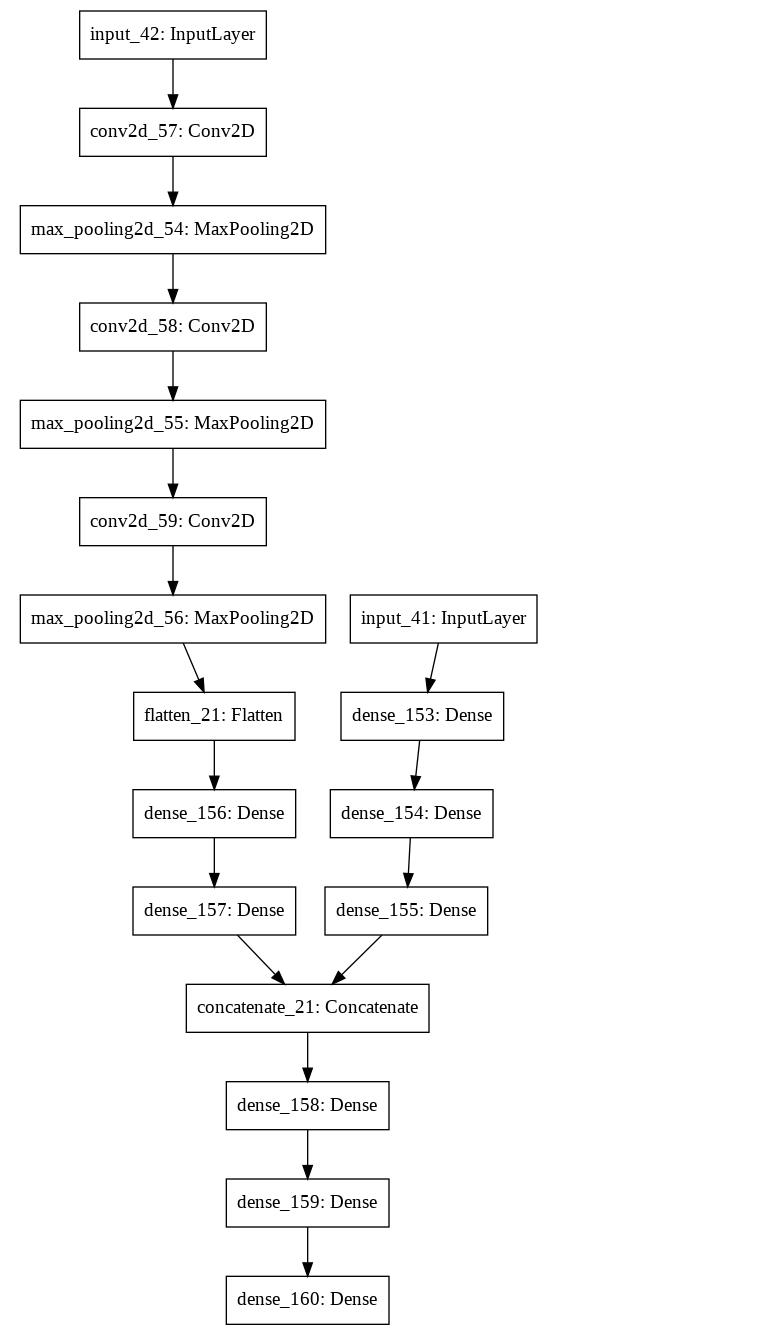 input_42: InputLayer
conv2d_57: Conv2D
max_pooling2d_54: MaxPooling2D
conv2d_58: Conv2D
max_pooling2d_55: MaxPooling2D
conv2d_59: Conv2D
max_pooling2d_56: MaxPooling2D
input_41: InputLayer
flatten_21: Flatten
dense_153: Dense
dense_156: Dense
dense_154: Dense
dense_157: Dense
dense_155: Dense
concatenate_21: Concatenate
dense_158: Dense
dense_159: Dense
dense_160: Dense